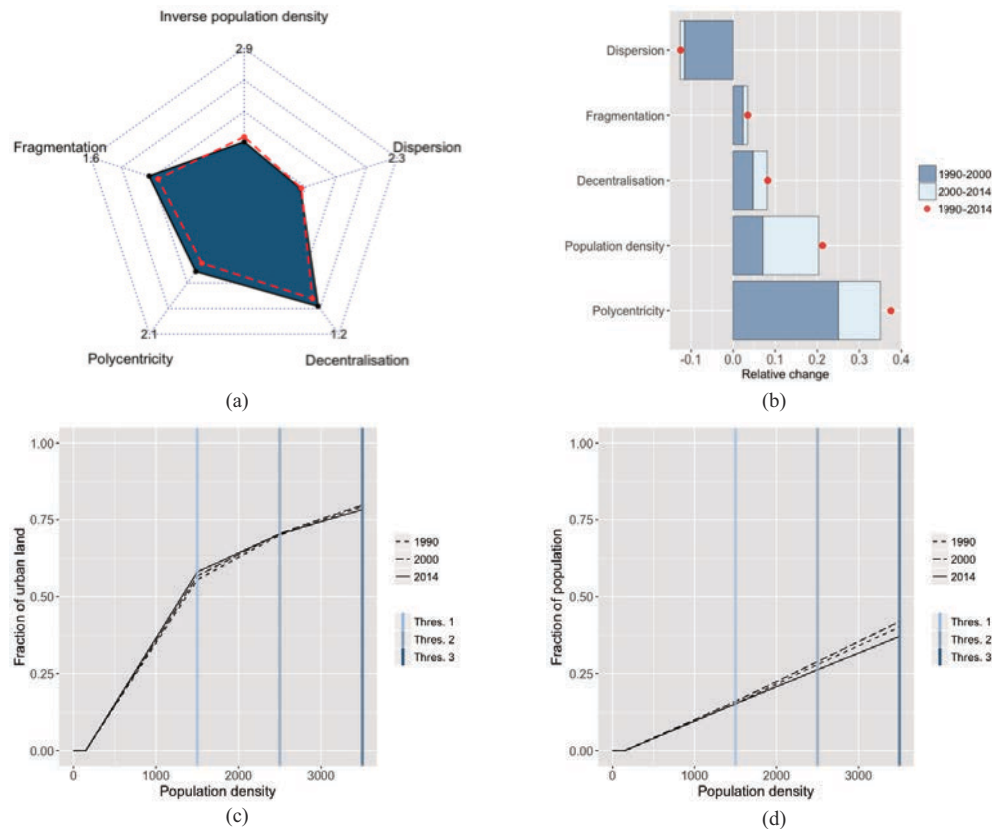 Inverse population density
2.9
Fragmentation
1.6
Dispersion
2.3
2.1
1.2
Polycentricity
Decentralisation
(a)
Dispersion
Fragmentation
Decentralisation
Population density
Polycentricity
-0.1 0.0 0.1 0.2 0.3 0.4
Relative change
1990-2000
2000-2014
1990-2014
(b)
1.00
0.75
0.50
0.25
0.00
Fraction of urban land
0 1000 2000 3000
Population density
1990
2000
2014
Thres. 1
Thres. 2
Thres. 3
(c)
1.00
0.75
0.50
0.25
0.00
Fraction of population
0 1000 2000 3000
Population density
1990
2000
2014
Thres. 1
Thres. 2
Thres. 3
(d)